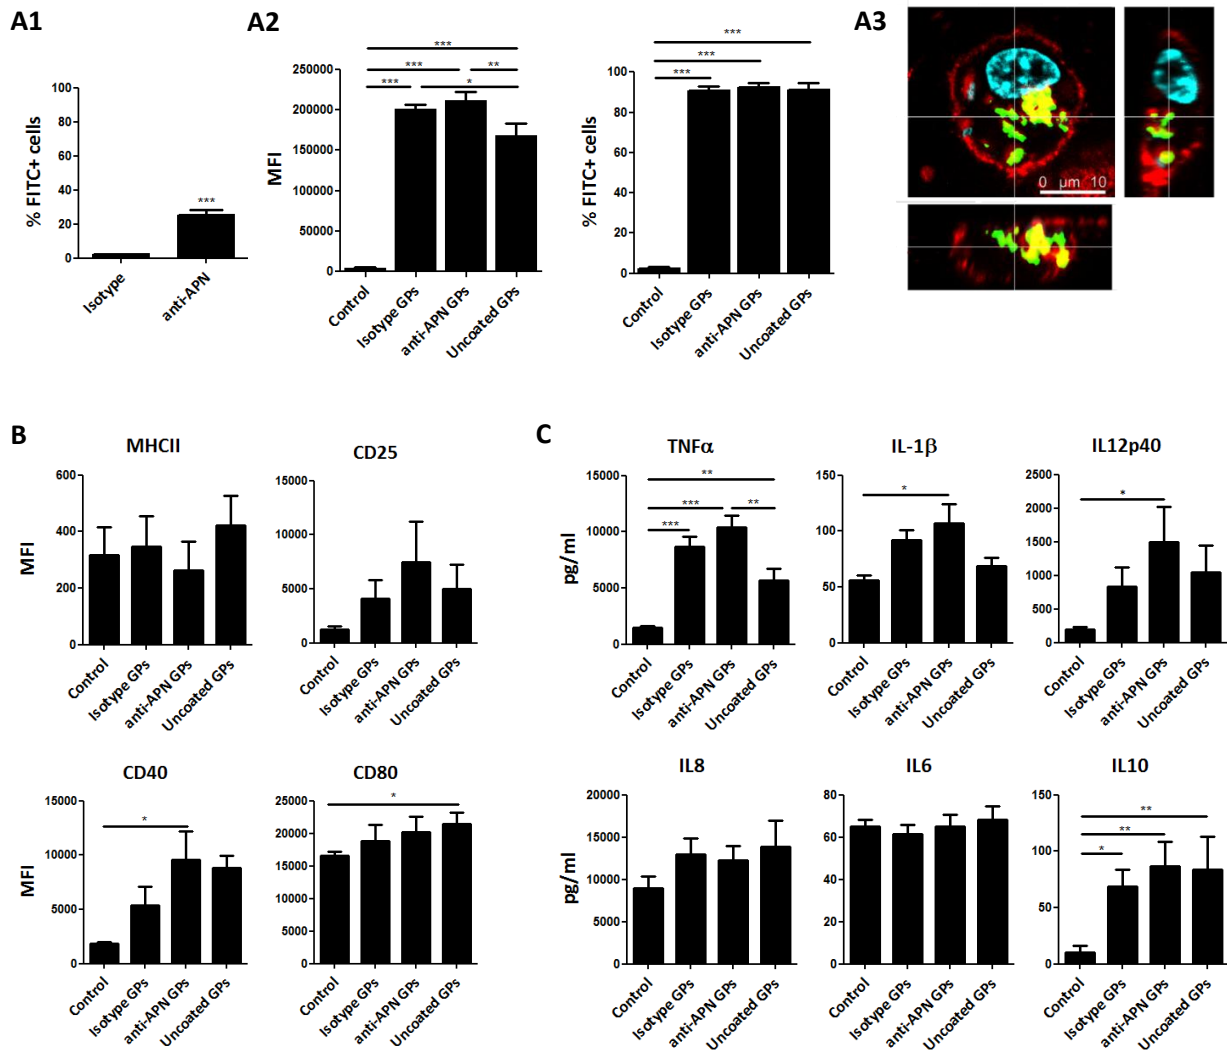 A1
% FITC+ cells
100
80
60
40
20
0
***
Isotype
anti-APN
A2
MFI
250000
200000
150000
100000
50000
0
***
***
**
***
*
Control
Isotype GPs
anti-APN GPs
Uncoated GPs
% FITC+ cells
100
80
60
40
20
0
***
***
***
Control
Isotype GPs
anti-APN GPs
Uncoated GPs
A3
0 µm 10
B
MHCII
MFI
600
400
200
0
Control
Isotype GPs
anti-APN GPs
Uncoated GPs
CD25
15000
10000
5000
0
Control
Isotype GPs
anti-APN GPs
Uncoated GPs
CD40
MFI
15000
10000
5000
0
*
Control
Isotype GPs
anti-APN GPs
Uncoated GPs
CD80
25000
20000
15000
10000
5000
0
*
Control
Isotype GPs
anti-APN GPs
Uncoated GPs
C
TNFα
pg/ml
15000
10000
5000
0
**
***
**
***
Control
Isotype GPs
anti-APN GPs
Uncoated GPs
IL-1β
150
100
50
0
*
Control
Isotype GPs
anti-APN GPs
Uncoated GPs
IL12p40
2500
2000
1500
1000
500
0
*
Control
Isotype GPs
anti-APN GPs
Uncoated GPs
IL8
pg/ml
20000
15000
10000
5000
0
Control
Isotype GPs
anti-APN GPs
Uncoated GPs
IL6
80
60
40
20
0
Control
Isotype GPs
anti-APN GPs
Uncoated GPs
IL10
150
100
50
0
**
**
*
Control
Isotype GPs
anti-APN GPs
Uncoated GPs